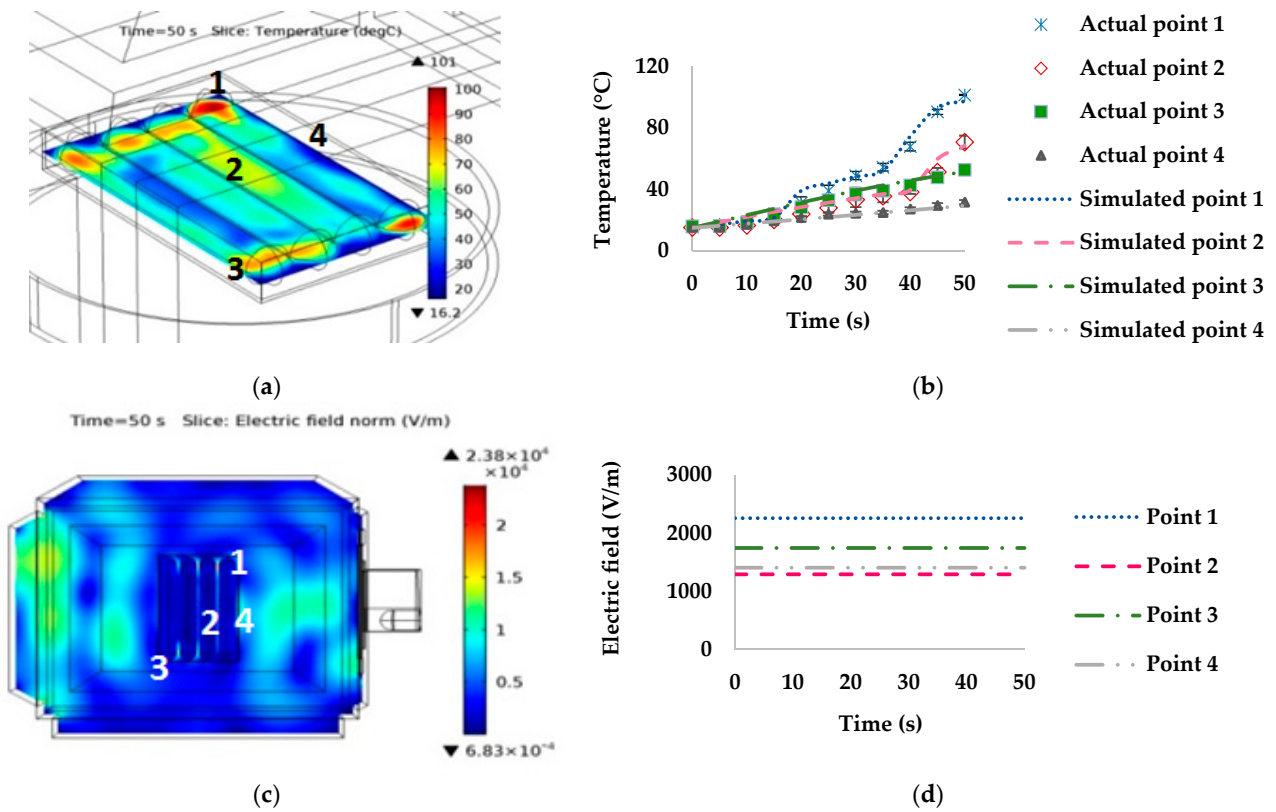 Time=50 s Slice: Temperature (degC)
▲ 101
100
90
80
70
60
50
40
30
20
▼ 16.2
1
4
2
3
(a)
Temperature (°C)
120
80
40
0
0 10 20 30 40 50
Time (s)
Actual point 1
Actual point 2
Actual point 3
Actual point 4
Simulated point 1
Simulated point 2
Simulated point 3
Simulated point 4
(b)
Time=50 s Slice: Electric field norm (V/m)
▲ 2.38×10⁴
×10⁴
2
1.5
1
0.5
▼ 6.83×10⁻⁴
1
2 4
3
(c)
Electric field (V/m)
3000
2000
1000
0
0 10 20 30 40 50
Time (s)
Point 1
Point 2
Point 3
Point 4
(d)